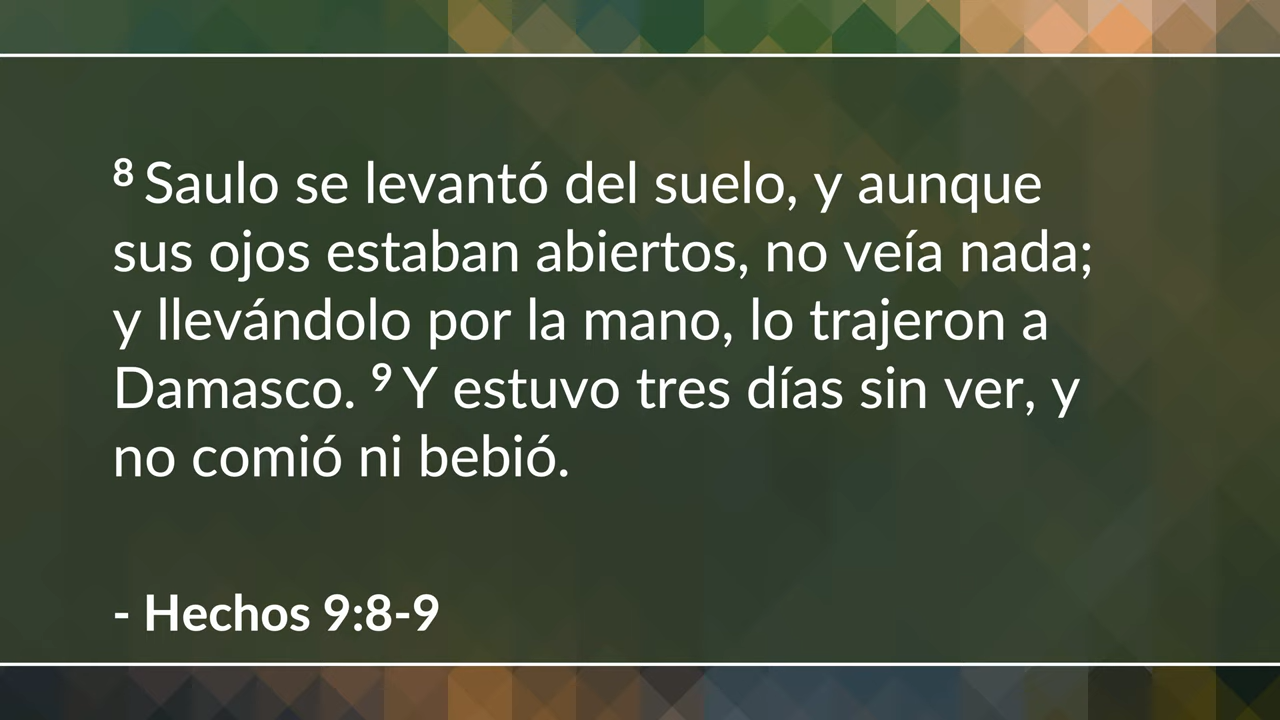 8 Saulo se levantó del suelo, y aunque
sus ojos estaban abiertos, no veía nada;
y llevándolo por la mano, lo trajeron a
Damasco. 9 Y estuvo tres días sin ver, y
no comió ni bebió.
- Hechos 9:8-9